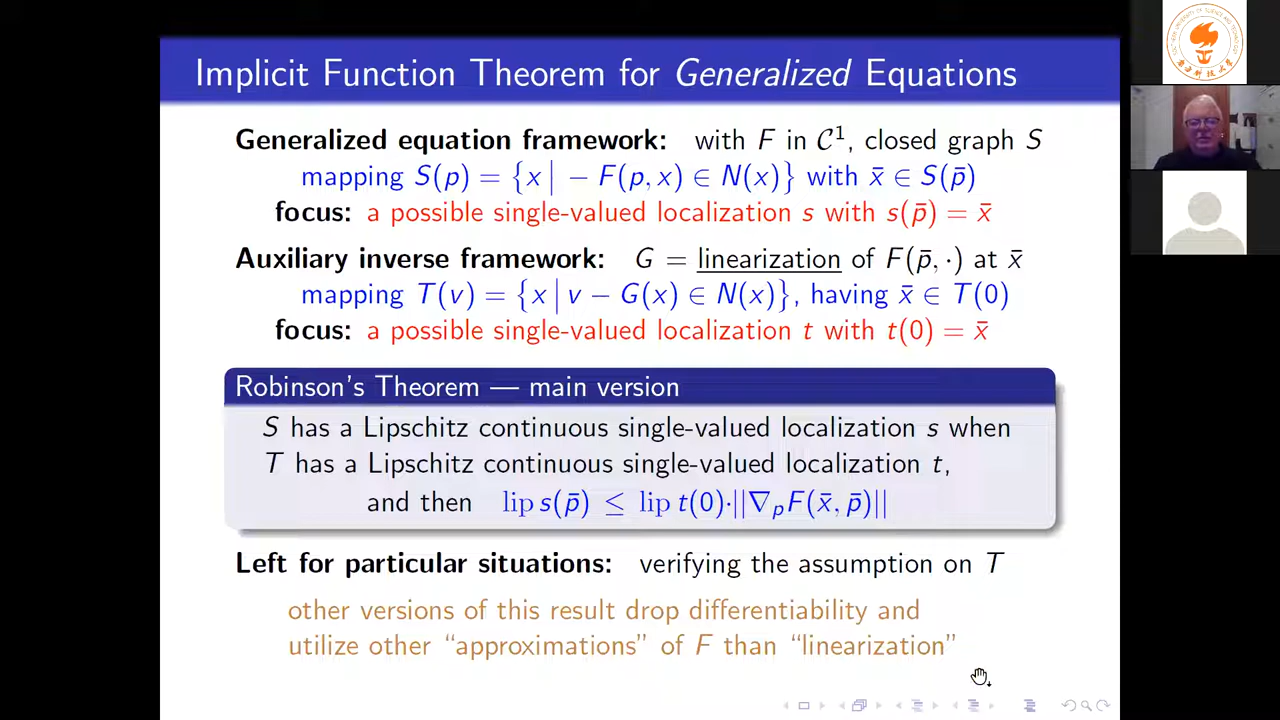 Implicit Function Theorem for Generalized Equations
Generalized equation framework: with F in 𝒞¹, closed graph S
mapping S(p) = {x | − F(p, x) ∈ N(x)} with x̄ ∈ S(p̄)
focus: a possible single-valued localization s with s(p̄) = x̄
Auxiliary inverse framework: G = linearization of F(p̄, ·) at x̄
mapping T(v) = {x | v − G(x) ∈ N(x)}, having x̄ ∈ T(0)
focus: a possible single-valued localization t with t(0) = x̄
Robinson's Theorem — main version
S has a Lipschitz continuous single-valued localization s when
T has a Lipschitz continuous single-valued localization t,
and then lip s(p̄) ≤ lip t(0)·||∇ₚF(x̄, p̄)||
Left for particular situations: verifying the assumption on T
other versions of this result drop differentiability and
utilize other “approximations” of F than “linearization”